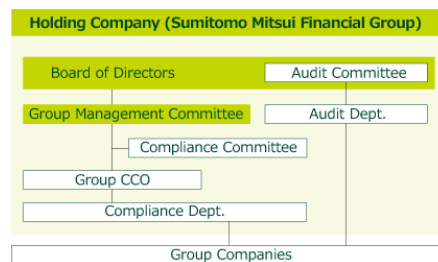 Holding Company (Sumitomo Mitsui Financial Group)
Board of Directors
Audit Committee
Group Management Committee
Audit Dept.
Compliance Committee
Group CCO
Compliance Dept.
Group Companies